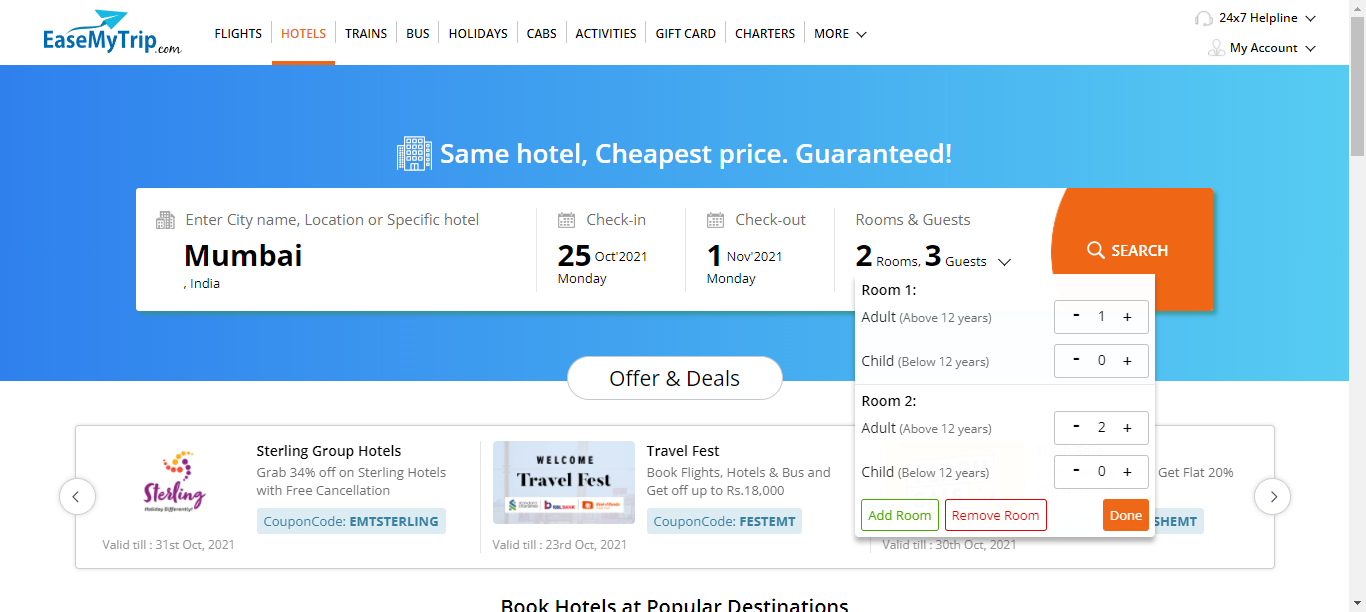 EaseMyTrip.com
FLIGHTS
HOTELS
TRAINS
BUS
HOLIDAYS
CABS
ACTIVITIES
GIFT CARD
CHARTERS
MORE
24x7 Helpline
My Account
Same hotel, Cheapest price. Guaranteed!
Enter City name, Location or Specific hotel
Mumbai
, India
Check-in
25 Oct'2021
Monday
Check-out
1 Nov'2021
Monday
Rooms & Guests
2 Rooms, 3 Guests
SEARCH
Room 1:
Adult (Above 12 years)
- 1 +
Child (Below 12 years)
- 0 +
Room 2:
Adult (Above 12 years)
- 2 +
Child (Below 12 years)
- 0 +
Add Room
Remove Room
Done
Offer & Deals
Sterling
Holiday Differently!
Sterling Group Hotels
Grab 34% off on Sterling Hotels
with Free Cancellation
CouponCode: EMTSTERLING
Valid till : 31st Oct, 2021
WELCOME
Travel Fest
RBLBANK
Travel Fest
Book Flights, Hotels & Bus and
Get off up to Rs.18,000
CouponCode: FESTEMT
Valid till : 23rd Oct, 2021
Get Flat 20%
SHEMT
Valid till : 30th Oct, 2021
Book Hotels at Popular Destinations